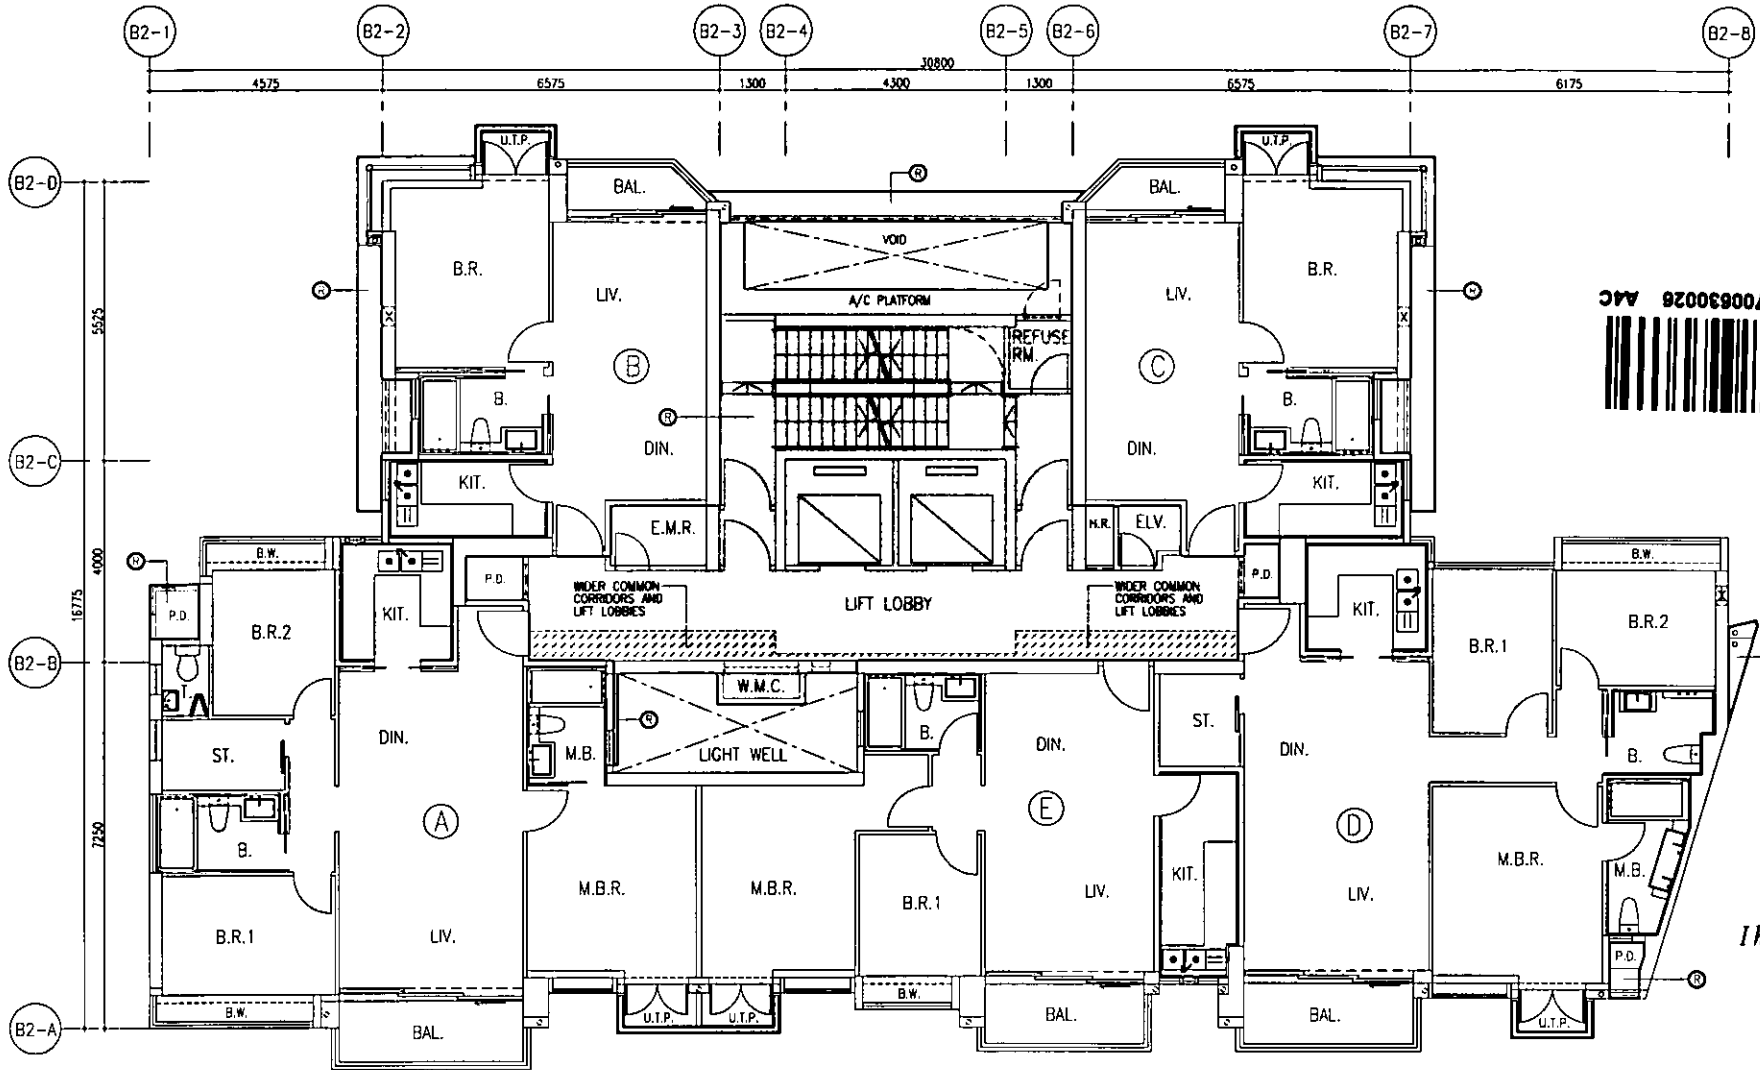 B2-1 B2-2 B2-3 B2-4 B2-5 B2-6 B2-7 B2-8
30800
4575 6575 1300 4300 1300 6575 6175
U.T.P. U.T.P.
B2-D
BAL. R BAL.
VOID
B.R. LIV. LIV. B.R.
R A/C PLATFORM R
5525
REFUSE
RM.
B C
700630026 A4C
B. R B.
DIN. DIN.
B2-C
KIT. KIT.
E.M.R. H.R. ELV.
B.W. B.W.
R
4000
16775
P.D. P.D.
WIDER COMMON
CORRIDORS AND
LIFT LOBBIES
LIFT LOBBY
WIDER COMMON
CORRIDORS AND
LIFT LOBBIES
P.D. B.R.2 KIT. KIT. B.R.1 B.R.2
B2-B
T. W.M.C.
R
ST. DIN. M.B. LIGHT WELL B. DIN. ST. DIN. B.
7250
A E D
B. M.B.R. M.B.R. B.R.1 LIV. KIT. LIV. M.B.R. M.B.
B.R.1 LIV.
P.D. R
B.W. B.W.
B2-A
BAL. U.T.P. U.T.P. BAL. BAL. U.T.P.